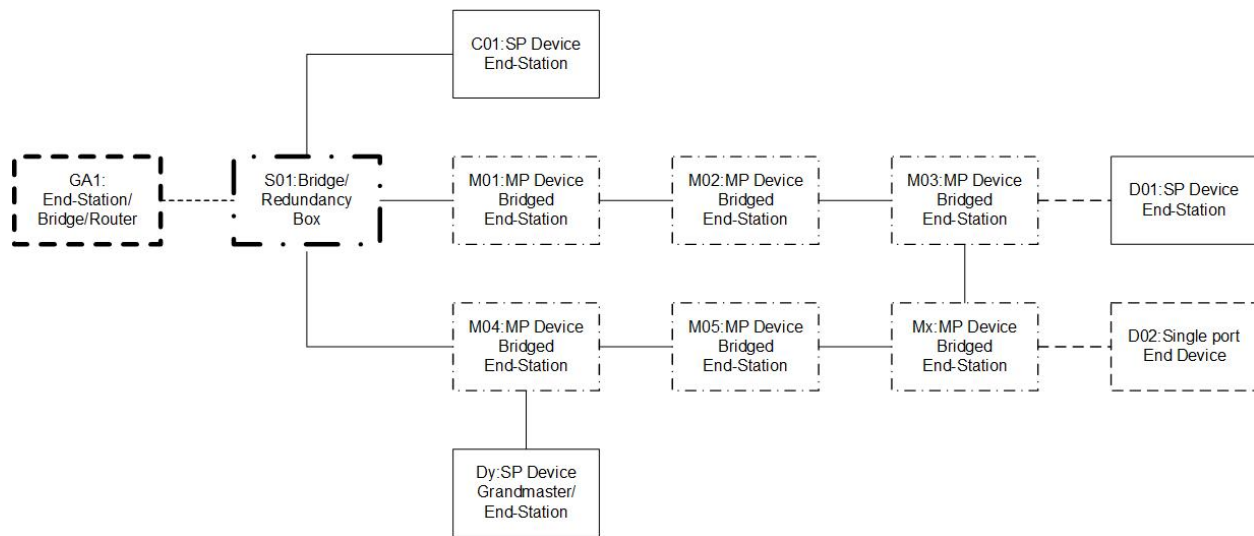 C01:SP Device
End-Station
GA1:
End-Station/
Bridge/Router
S01:Bridge/
Redundancy
Box
M01:MP Device
Bridged
End-Station
M02:MP Device
Bridged
End-Station
M03:MP Device
Bridged
End-Station
D01:SP Device
End-Station
M04:MP Device
Bridged
End-Station
M05:MP Device
Bridged
End-Station
Mx:MP Device
Bridged
End-Station
D02:Single port
End Device
Dy:SP Device
Grandmaster/
End-Station